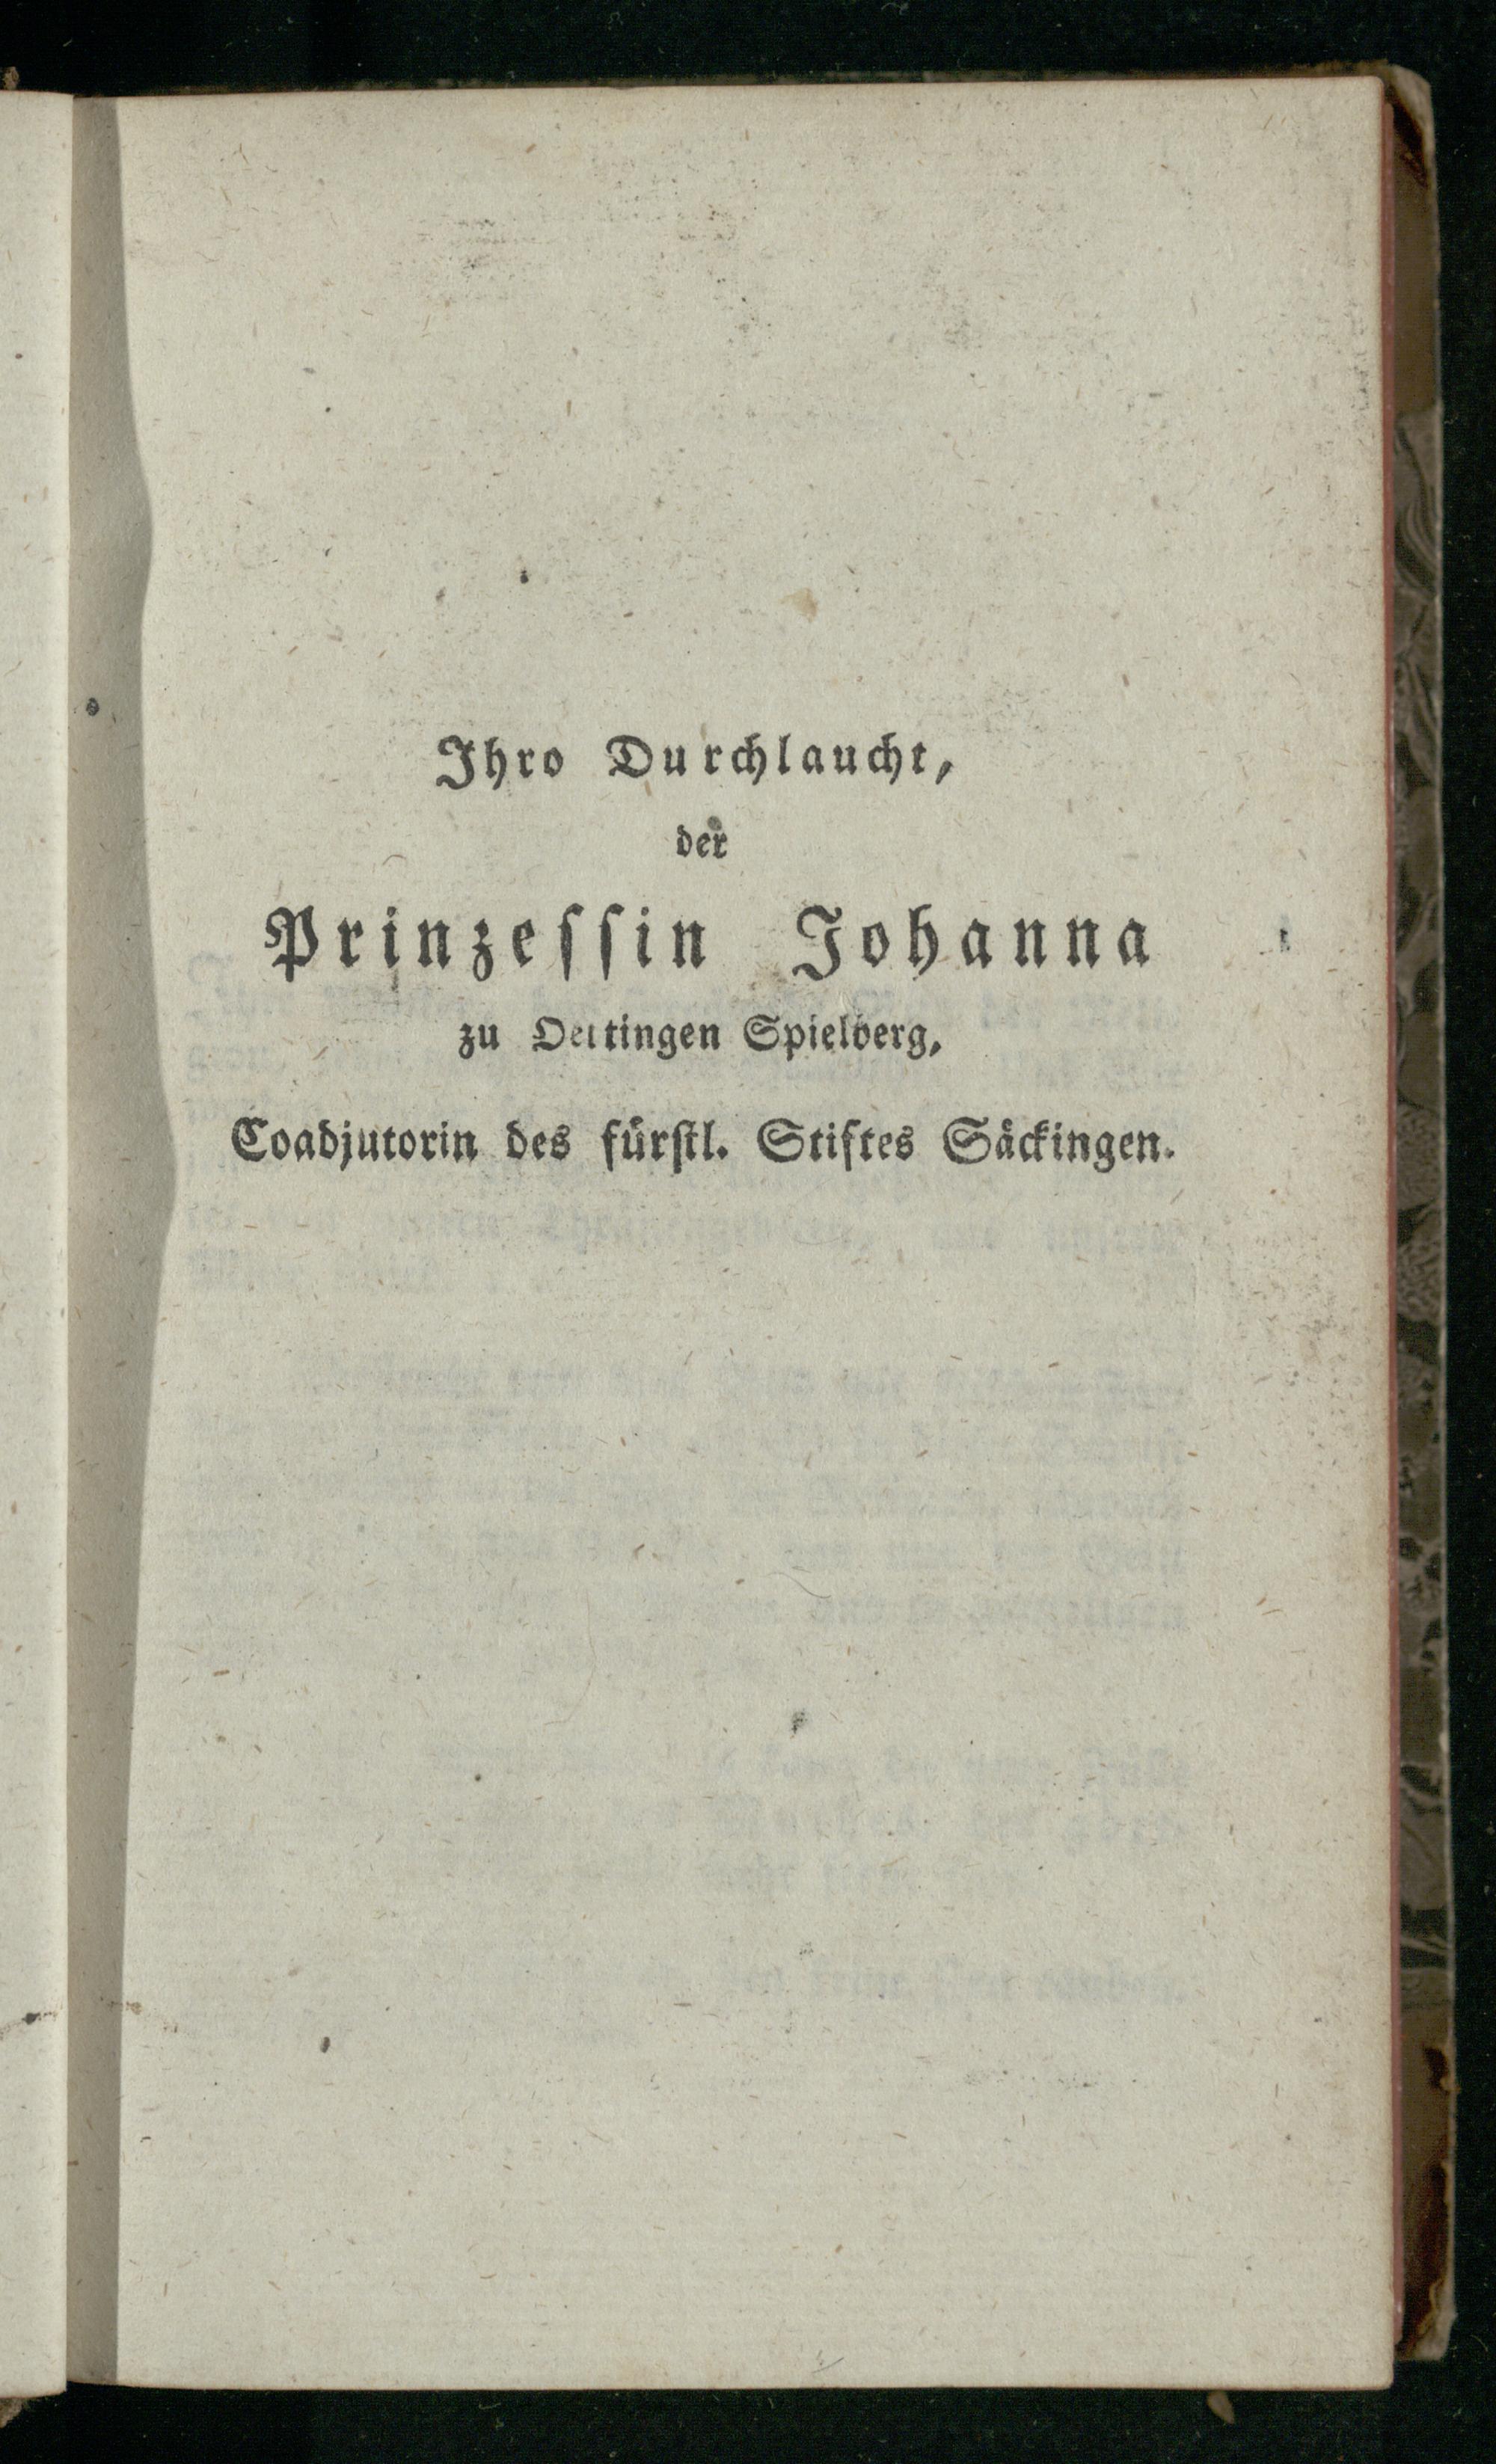 Ihro Durchlaucht,
der
Prinzeſſin Johanna
zu Oettingen Spielberg,
Coadjutorin des fürſtl. Stiftes Säckingen.